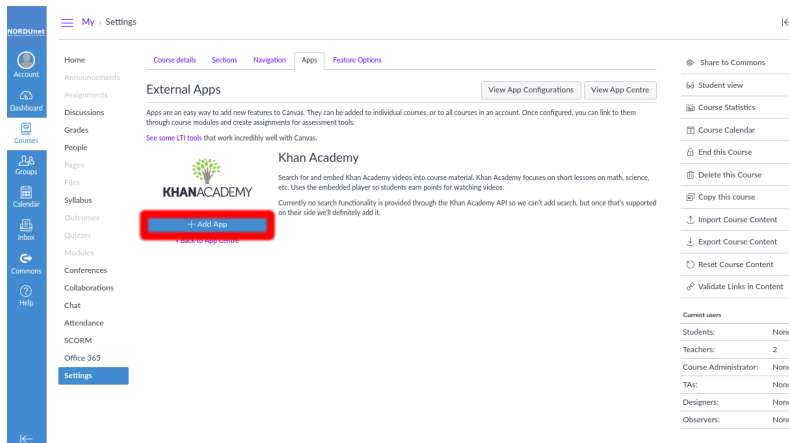 NORDUnet
Account
Dashboard
Courses
Groups
Calendar
Inbox
Commons
Help
My > Settings
Home
Announcements
Assignments
Discussions
Grades
People
Pages
Files
Syllabus
Outcomes
Quizzes
Modules
Conferences
Collaborations
Chat
Attendance
SCORM
Office 365
Settings
Course details Sections Navigation Apps Feature Options
External Apps
View App Configurations View App Centre
Apps are an easy way to add new features to Canvas. They can be added to individual courses, or to all courses in an account. Once configured, you can link to them
through course modules and create assignments for assessment tools.
See some LTI tools that work incredibly well with Canvas.
KHANACADEMY
+ Add App
Back to App Centre
Khan Academy
Search for and embed Khan Academy videos into course material. Khan Academy focuses on short lessons on math, science,
etc. Uses the embedded player so students earn points for watching
videos.
Currently no search functionality is provided through the Khan Academy API so we can't add search, but once that's supported
on their side we'll definitely add it.
Share to Commons
Student view
Course Statistics
Course Calendar
End this Course
Delete this Course
Copy this course
Import Course Content
Export Course Content
Reset Course Content
Validate Links in Content
Current users
Students: None
Teachers: 2
Course Administrator: None
TAs: None
Designers: None
Observers: None